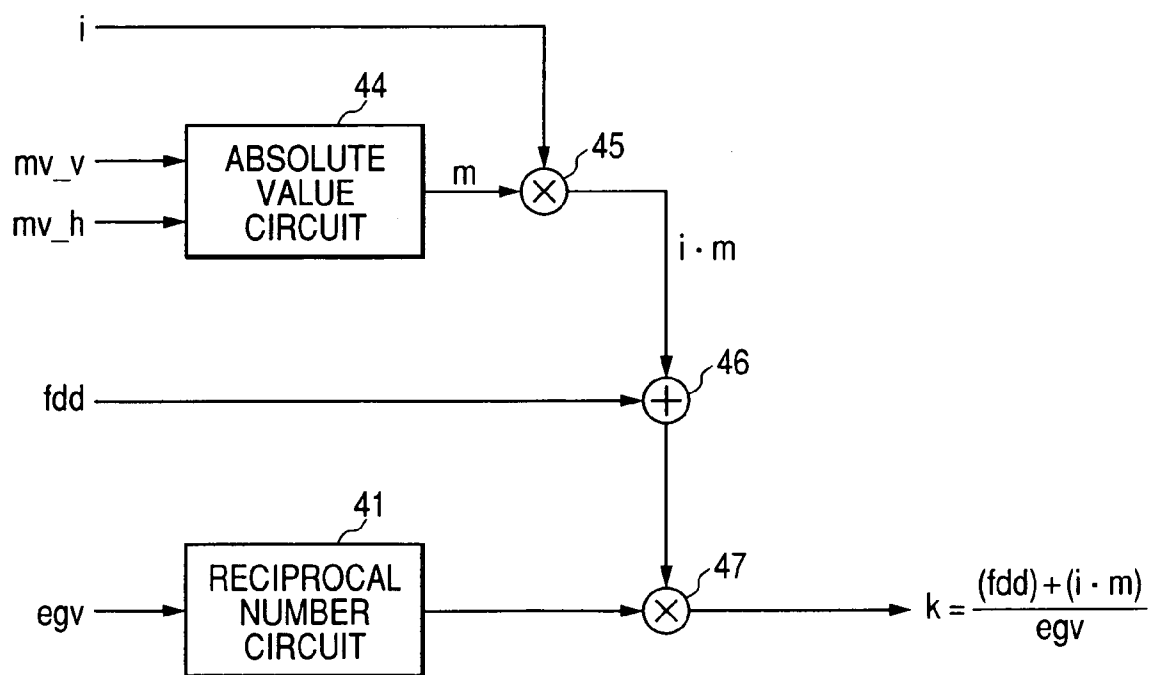 i
44
mv_v
mv_h
ABSOLUTE
VALUE
CIRCUIT
m
45
i · m
46
fdd
41
egv
RECIPROCAL
NUMBER
CIRCUIT
47
k = (fdd) + (i · m)
egv